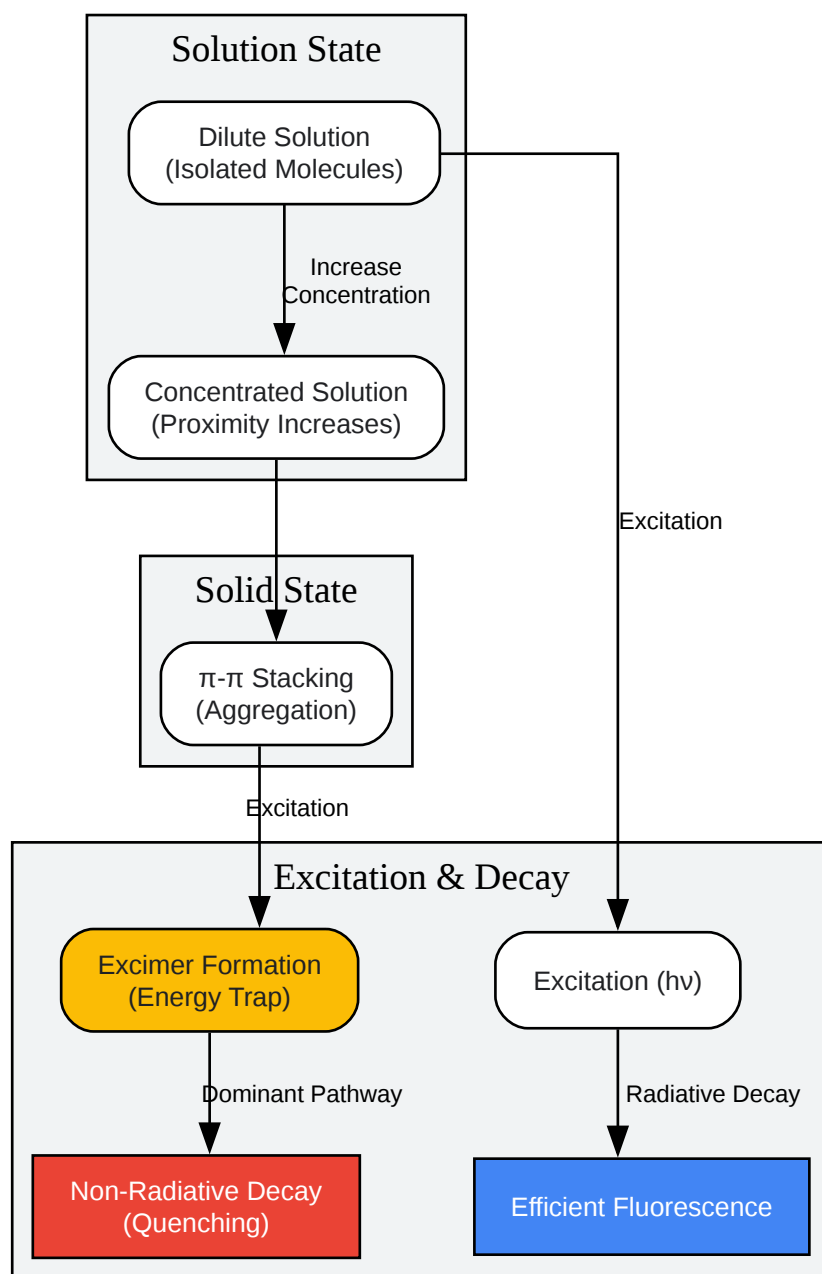 Solution State
Dilute Solution
(Isolated Molecules)
Increase
Concentration
Concentrated Solution
(Proximity Increases)
Excitation
Solid State
π-π Stacking
(Aggregation)
Excitation
Excitation & Decay
Excimer Formation
(Energy Trap)
Excitation (hν)
Dominant Pathway
Radiative Decay
Non-Radiative Decay
(Quenching)
Efficient Fluorescence